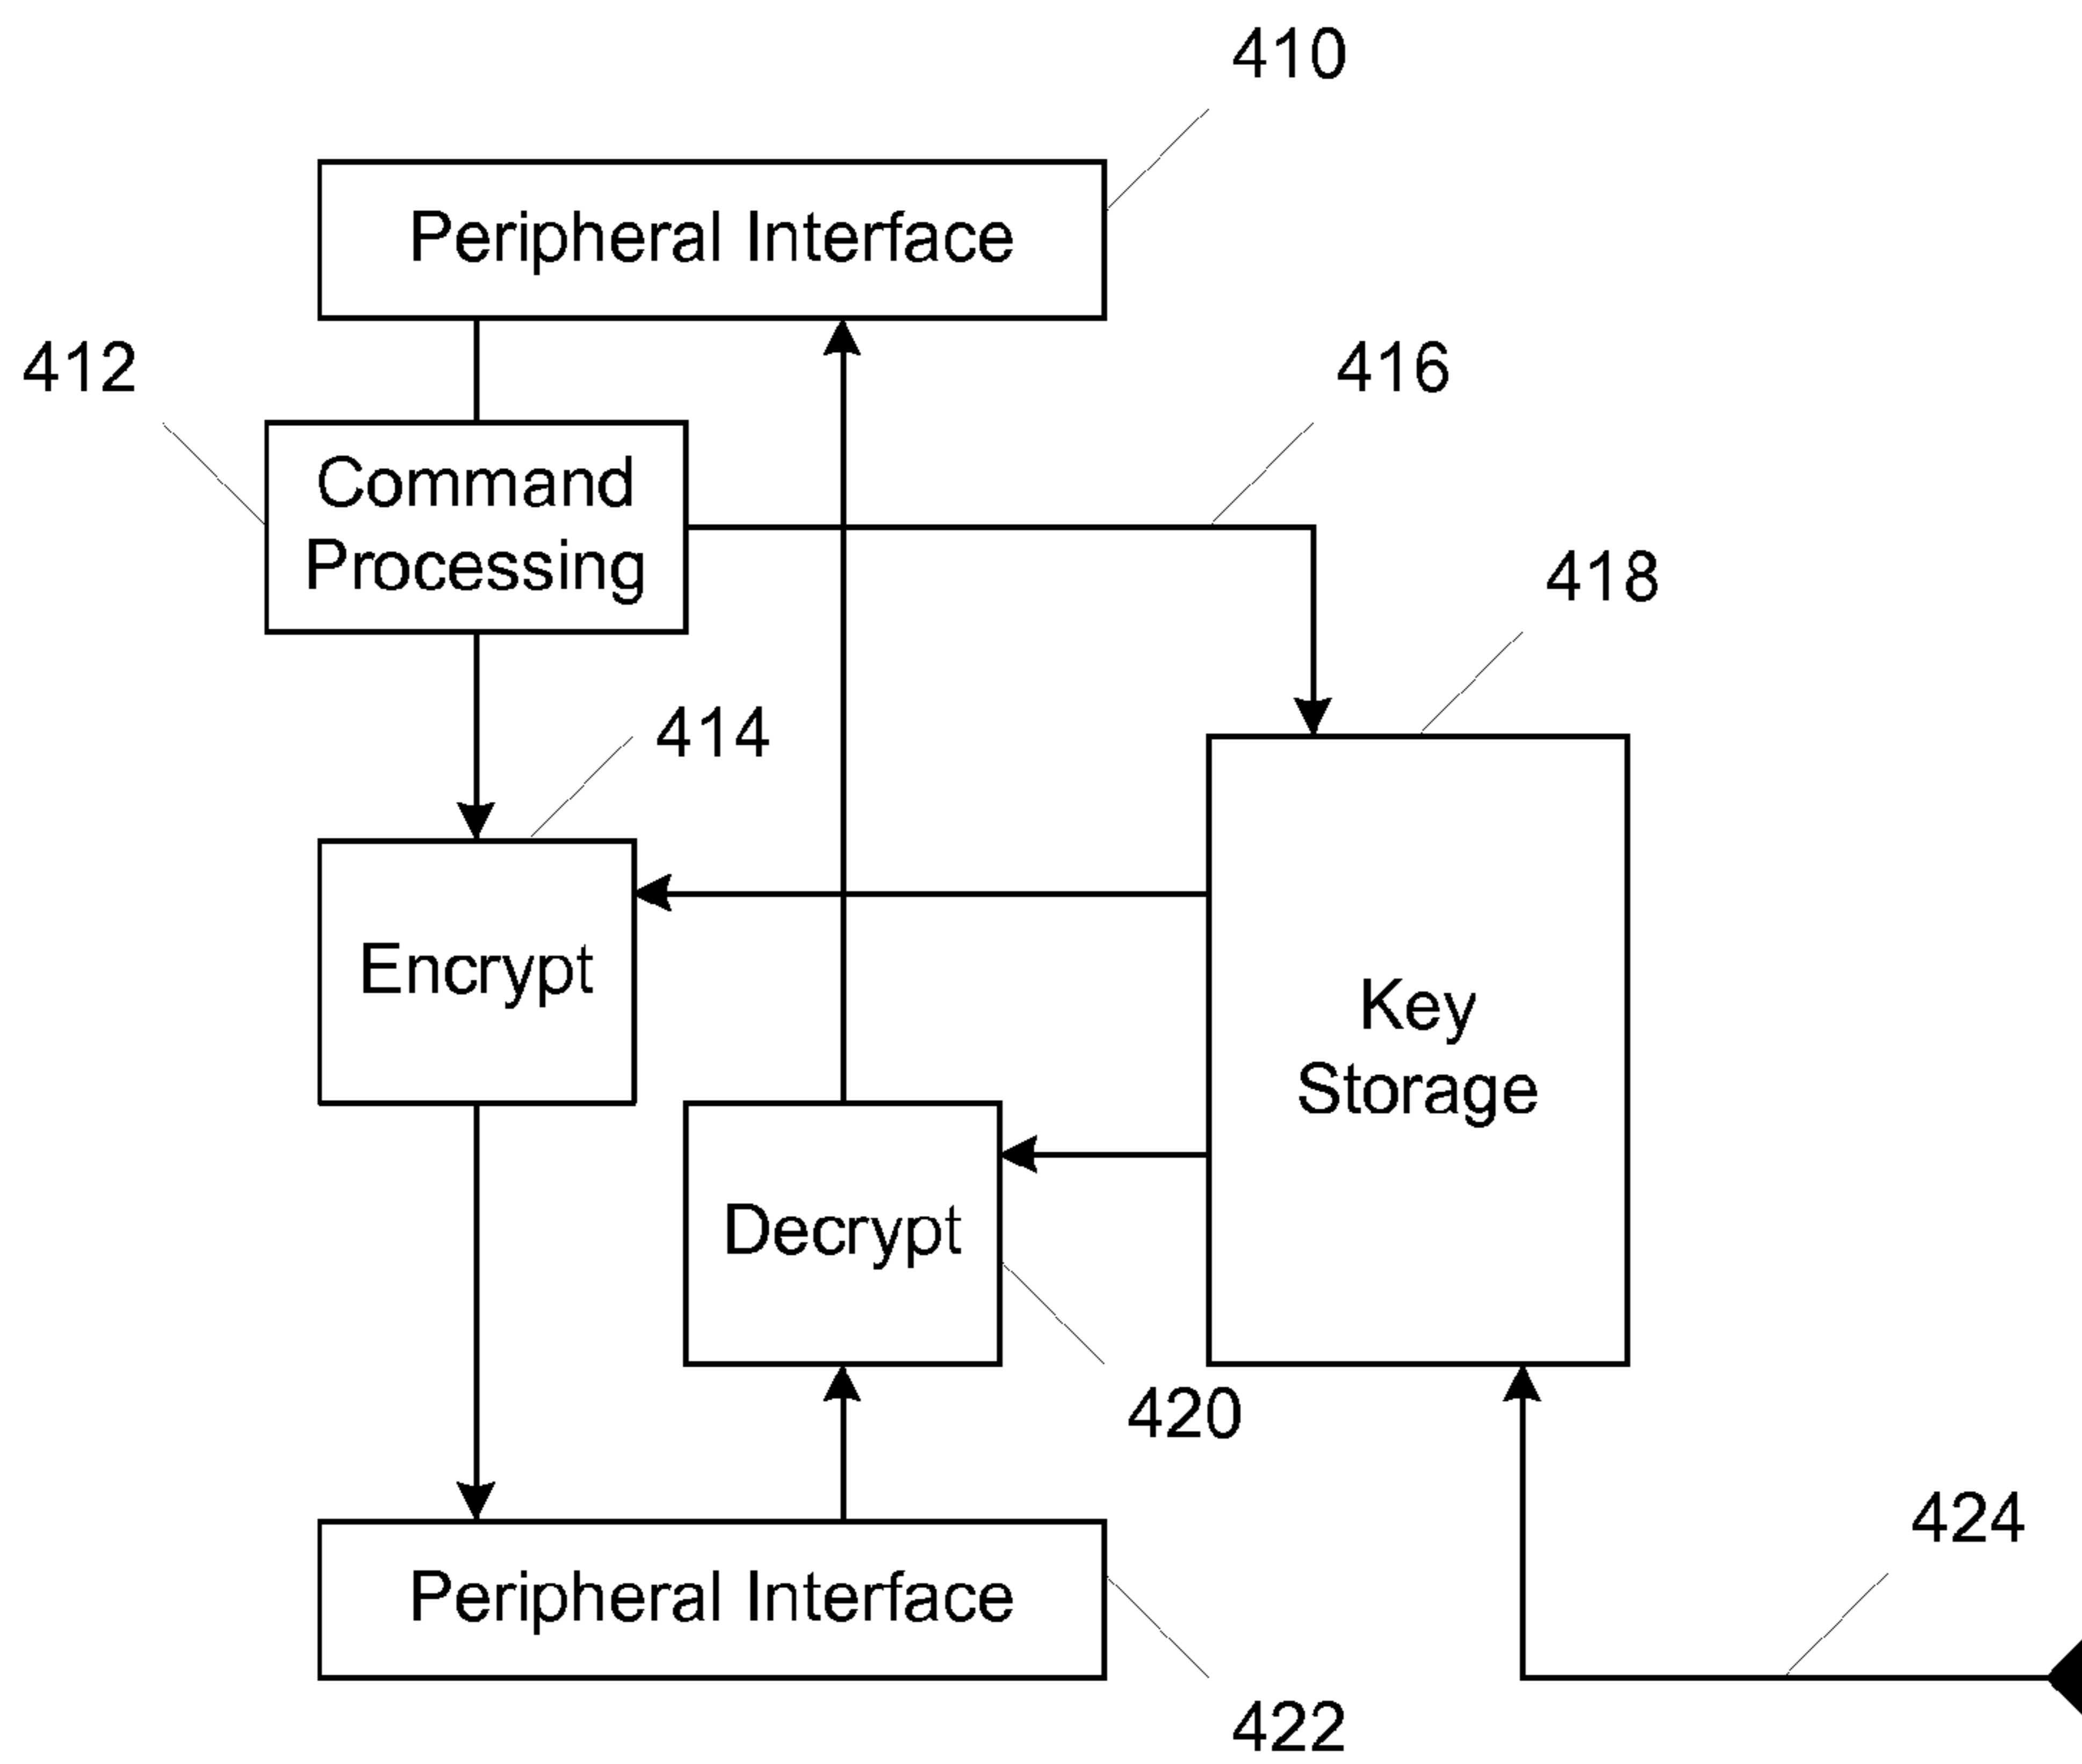 410
Peripheral Interface
412
416
Command
Processing
418
414
Encrypt
Key
Storage
Decrypt
420
424
Peripheral Interface
422